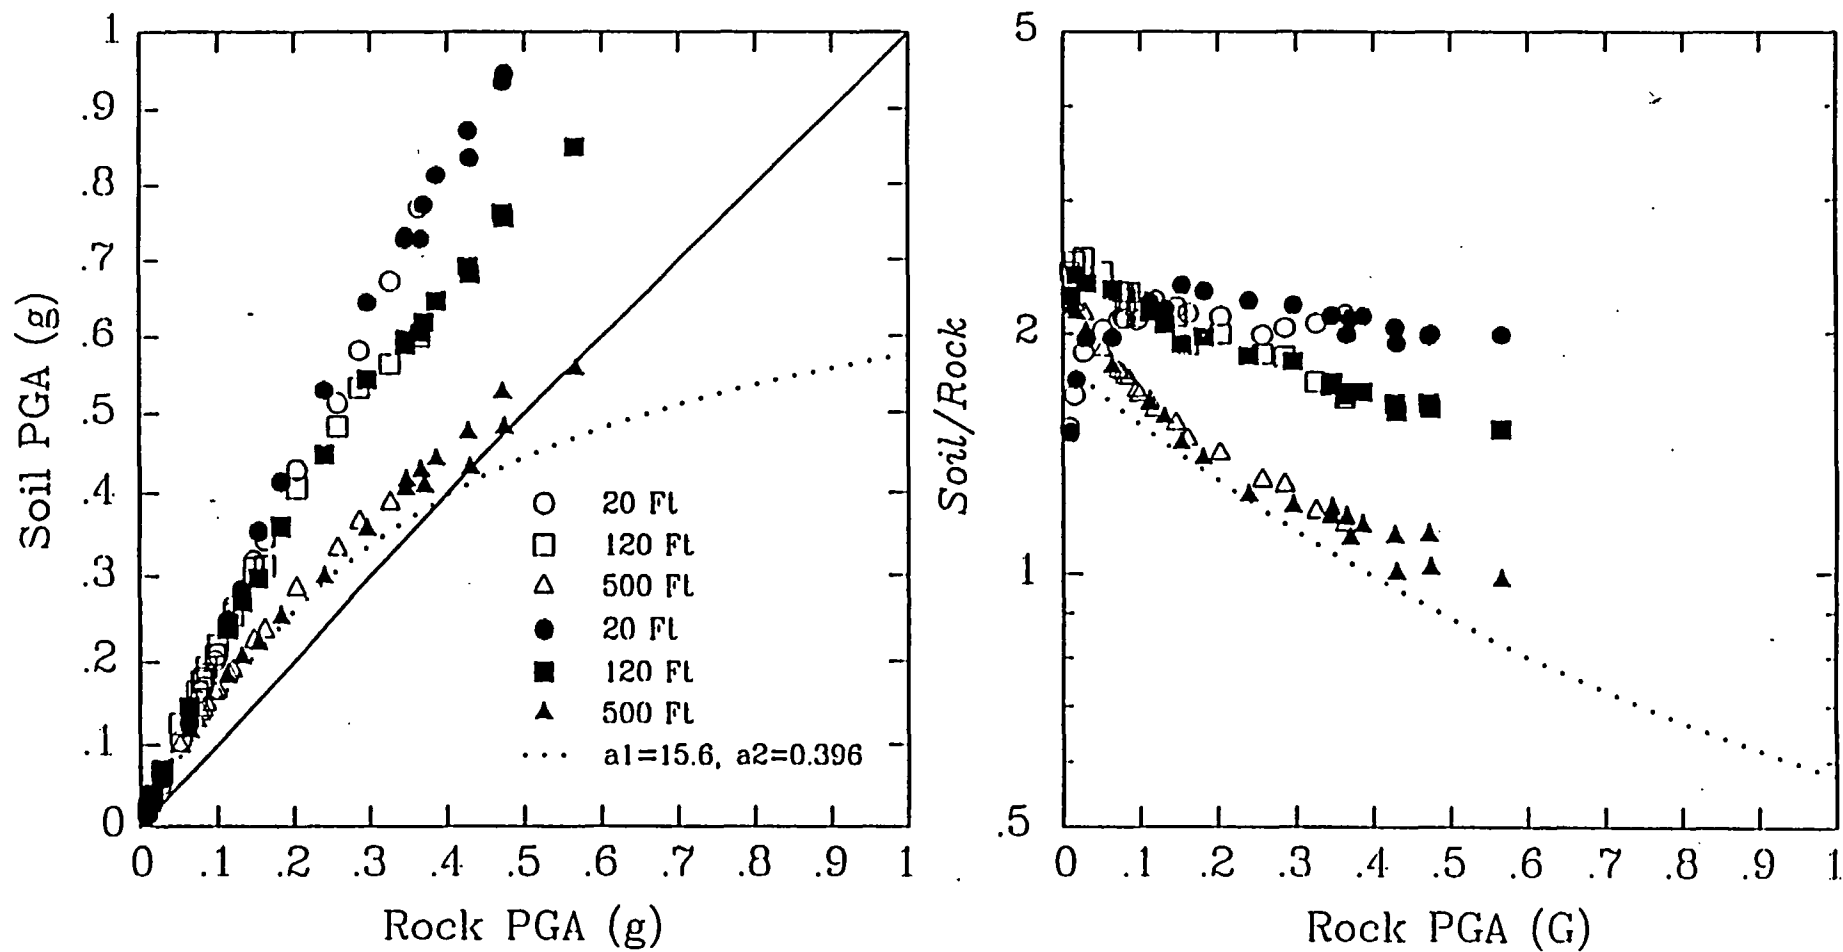 Soil PGA (g)
1
.9
.8
.7
.6
.5
.4
.3
.2
.1
0
0 .1 .2 .3 .4 .5 .6 .7 .8 .9 1
Rock PGA (g)
20 Ft
120 Ft
500 Ft
20 Ft
120 Ft
500 Ft
a1=15.6, a2=0.396
Soil/Rock
5
2
1
.5
0 .1 .2 .3 .4 .5 .6 .7 .8 .9 1
Rock PGA (G)